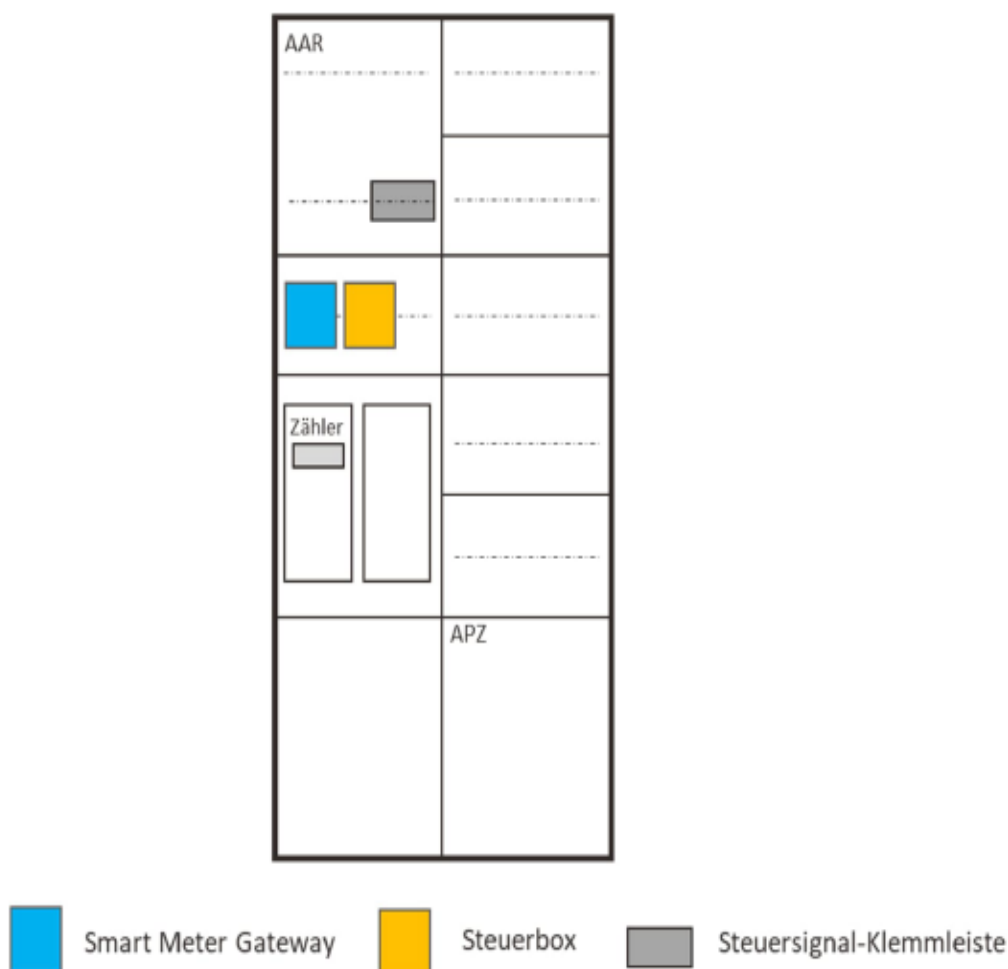 AAR
Zähler
APZ
Smart Meter Gateway
Steuerbox
Steuersignal-Klemmleiste